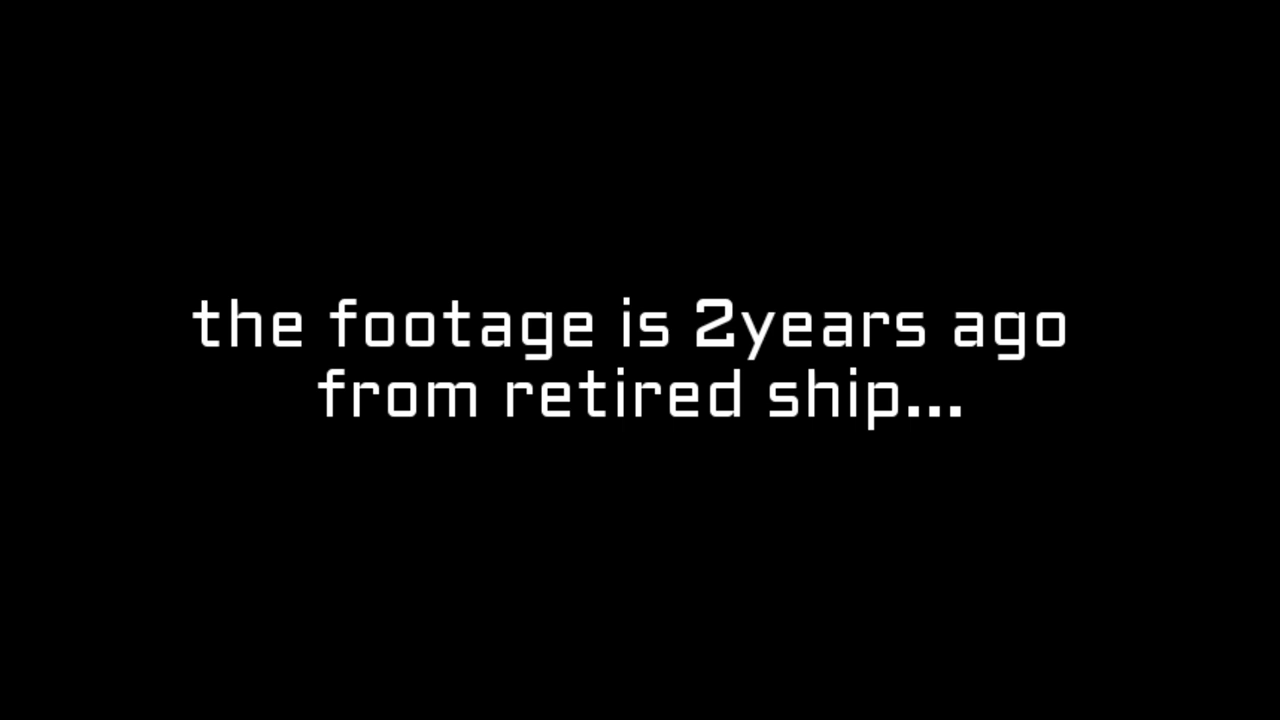 the footage is 2years ago
from retired ship...